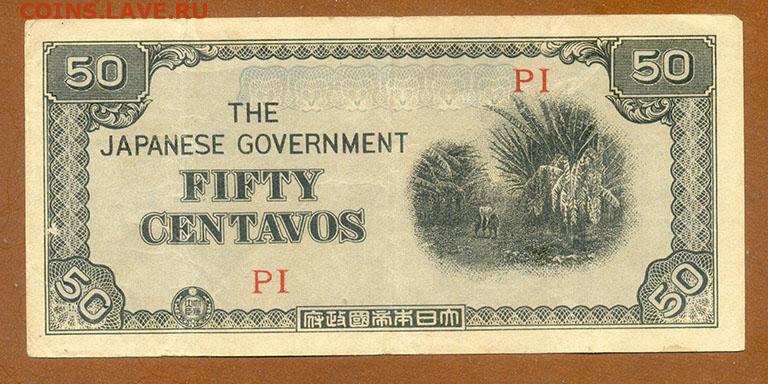 COINS.LAVE.RU
50
50
PI
THE
JAPANESE GOVERNMENT
FIFTY
CENTAVOS
PI
50
府政國帝本日大
50